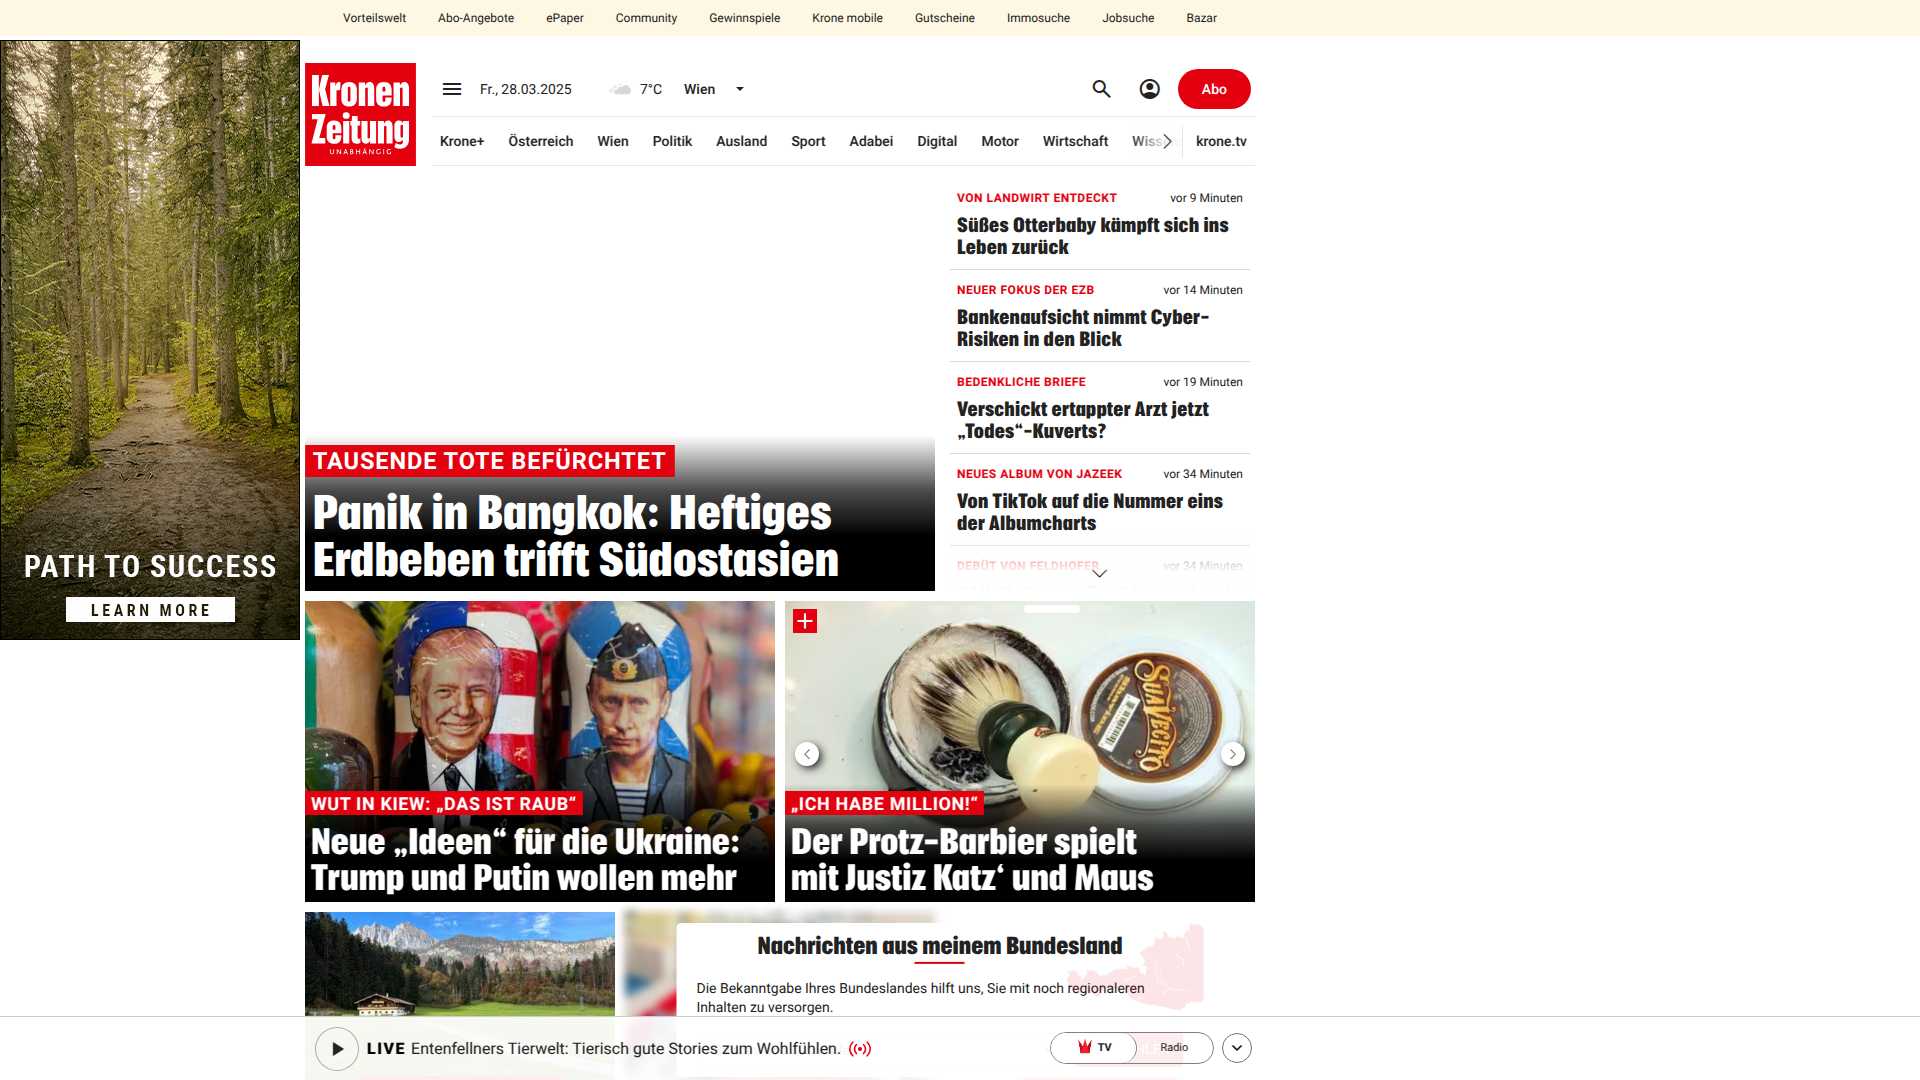 Vorteilswelt Abo-Angebote ePaper Community Gewinnspiele Krone mobile Gutscheine Immosuche Jobsuche Bazar
Kronen
Zeitung
UNABHÄNGIG
Fr., 28.03.2025 7°C Wien Abo
Krone+ Österreich Wien Politik Ausland Sport Adabei Digital Motor Wirtschaft krone.tv
VON LANDWIRT ENTDECKT vor 9 Minuten
Süßes Otterbaby kämpft sich ins
Leben zurück
NEUER FOKUS DER EZB vor 14 Minuten
Bankenaufsicht nimmt Cyber-
Risiken in den Blick
BEDENKLICHE BRIEFE vor 19 Minuten
Verschickt ertappter Arzt jetzt
„Todes“-Kuverts?
NEUES ALBUM VON JAZEEK vor 34 Minuten
Von TikTok auf die Nummer eins
der Albumcharts
DEBÜT VON FELDHOFER vor 34 Minuten
TAUSENDE TOTE BEFÜRCHTET
Panik in Bangkok: Heftiges
Erdbeben trifft Südostasien
PATH TO SUCCESS
LEARN MORE
WUT IN KIEW: „DAS IST RAUB“
Neue „Ideen“ für die Ukraine:
Trump und Putin wollen mehr
SUAVECITO
„ICH HABE MILLION!“
Der Protz-Barbier spielt
mit Justiz Katz‘ und Maus
Nachrichten aus meinem Bundesland
Die Bekanntgabe Ihres Bundeslandes hilft uns, Sie mit noch regionaleren
Inhalten zu versorgen.
LIVE Entenfellners Tierwelt: Tierisch gute Stories zum Wohlfühlen. TV Radio